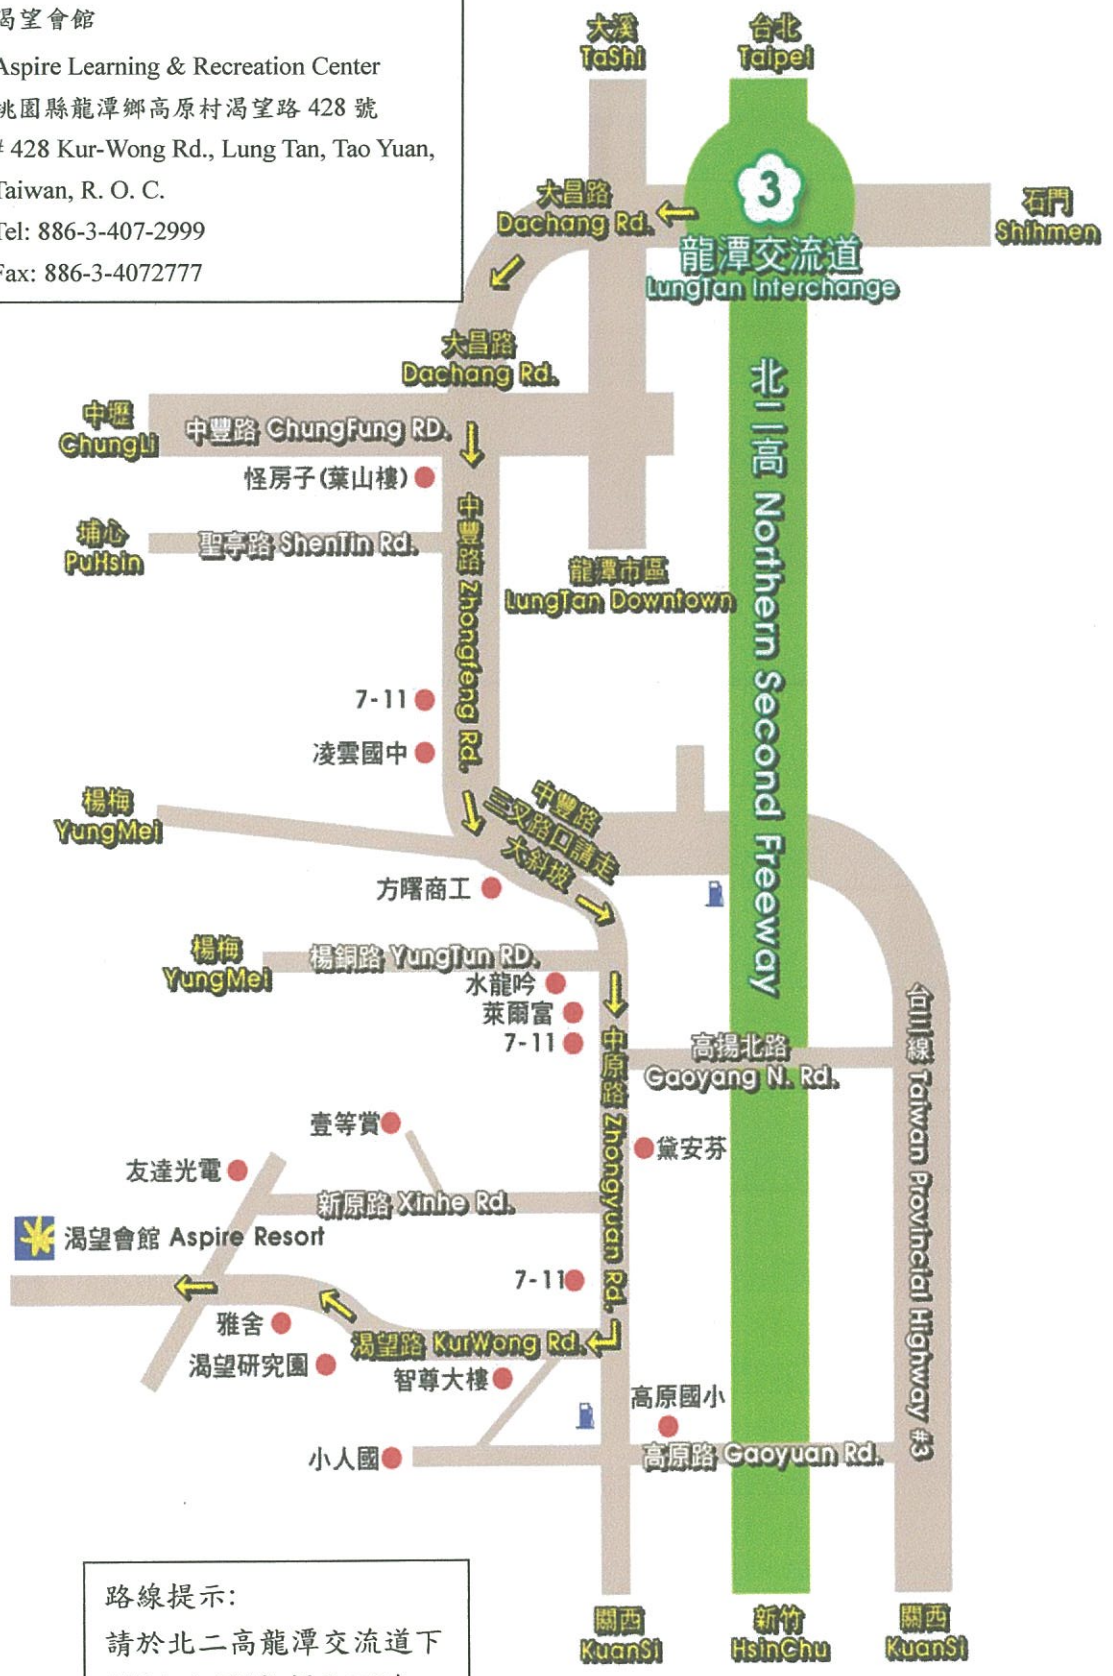 渴望會館
Aspire Learning & Recreation Center
桃園縣龍潭鄉高原村渴望路 428 號
# 428 Kur-Wong Rd., Lung Tan, Tao Yuan,
Taiwan, R. O. C.
Tel: 886-3-407-2999
Fax: 886-3-4072777
大溪
TaShi
台北
Taipei
3
大昌路
Dachang Rd.
石門
Shihmen
龍潭交流道
LungTan Interchange
大昌路
Dachang Rd.
北二高 Northern Second Freeway
中壢
ChungLi
中豐路 ChungFung RD.
怪房子(葉山樓)
中豐路 Zhongfeng Rd.
埔心
PuHsin
聖亭路 ShenTin Rd.
龍潭市區
LungTan Downtown
7-11
凌雲國中
楊梅
YungMei
中豐路
三叉路口請走
大斜坡
方曙商工
楊梅
YungMei
楊銅路 YungTun RD.
水龍吟
萊爾富
7-11
中原路 Zhongyuan Rd.
高揚北路
Gaoyang N. Rd.
台三線 Taiwan Provincial Highway #3
壹等賞
黛安芬
友達光電
新原路 Xinhe Rd.
渴望會館 Aspire Resort
7-11
雅舍
渴望路 KurWong Rd.
渴望研究園
智尊大樓
高原國小
小人國
高原路 Gaoyuan Rd.
路線提示:
請於北二高龍潭交流道下
關西
KuanSi
新竹
HsinChu
關西
KuanSi